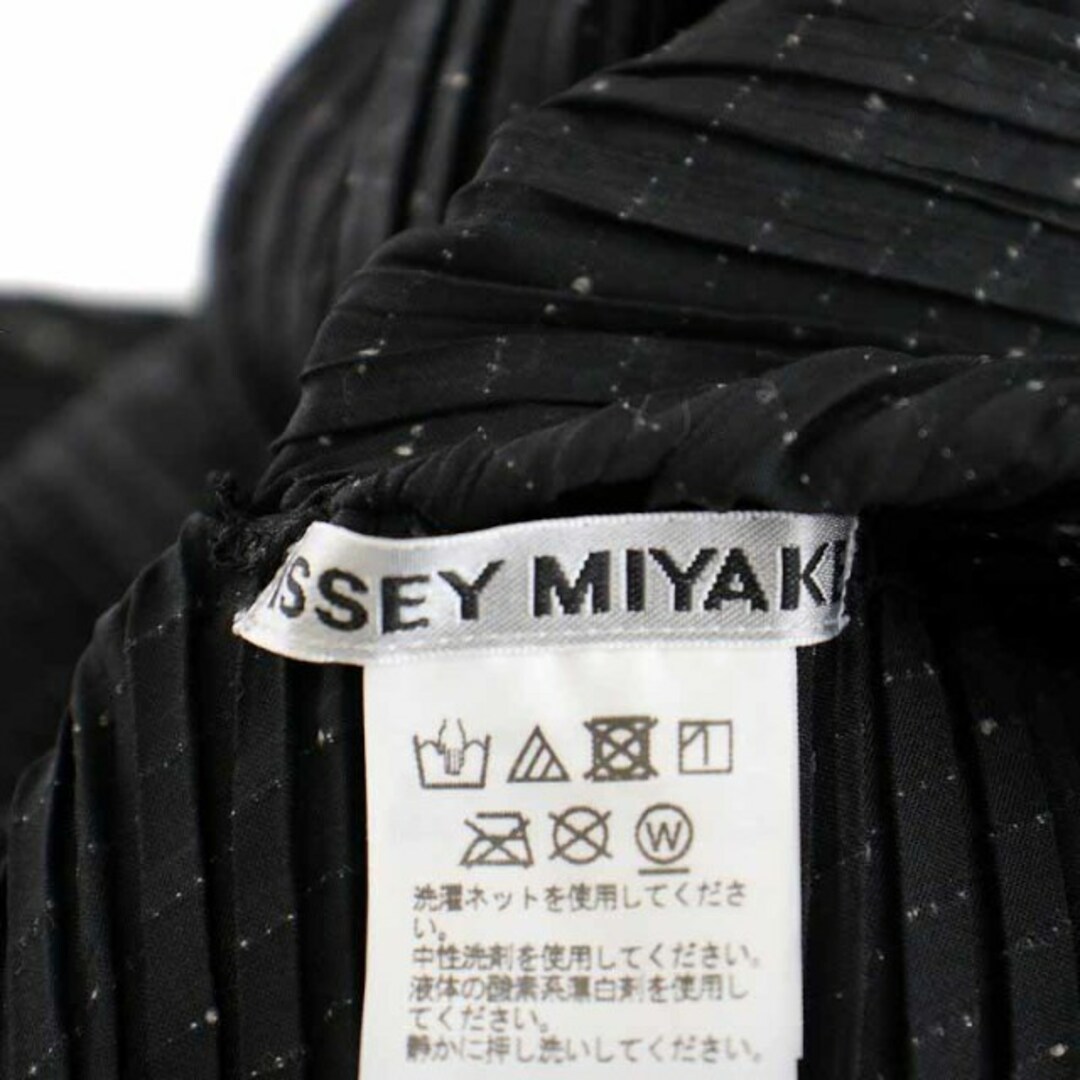 ISSEY MIYAKE
W
洗濯ネットを使用してくださ
い。
中性洗剤を使用してください。
液体の酸素系漂白剤を使用し
てください。
静かに押し洗いしてください。